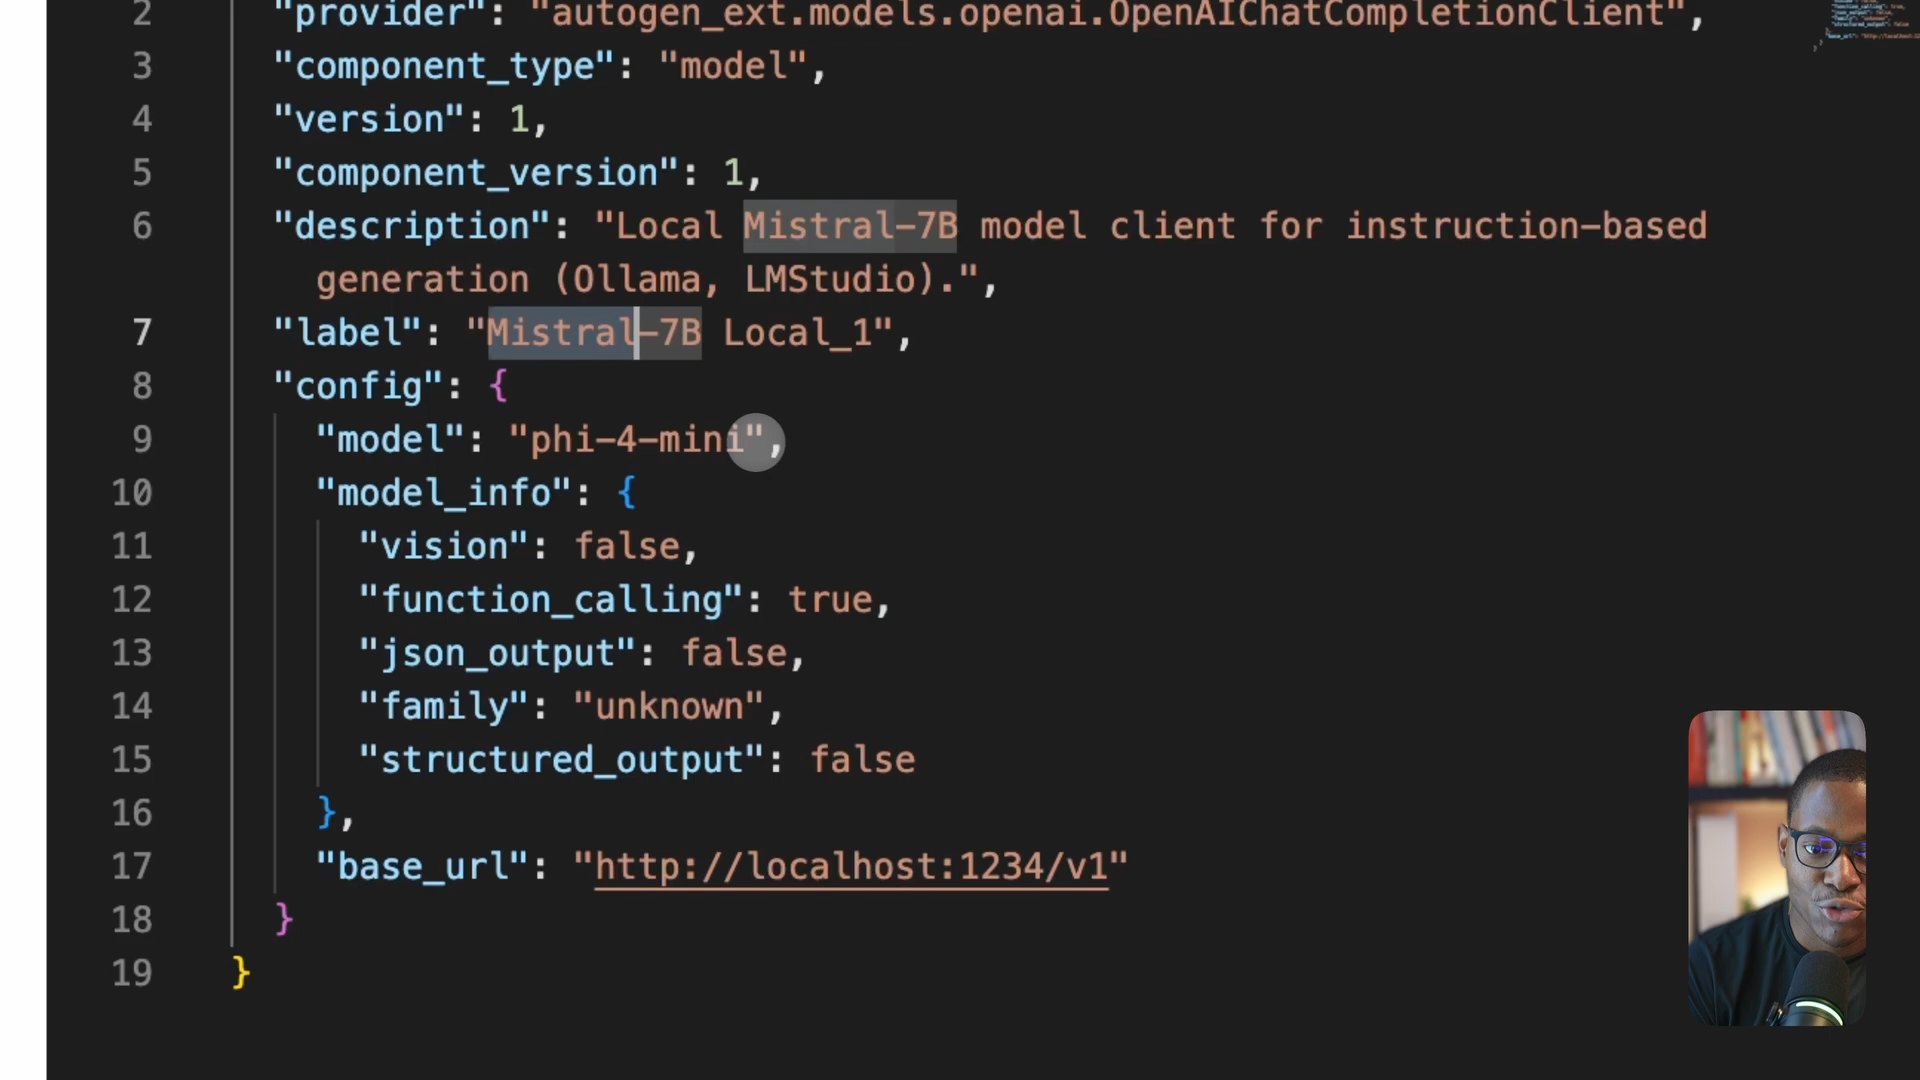 2 "provider": "autogen_ext.models.openai.OpenAIChatCompletionClient",
3 "component_type": "model",
4 "version": 1,
5 "component_version": 1,
6 "description": "Local Mistral-7B model client for instruction-based
generation (Ollama, LMStudio).",
7 "label": "Mistral-7B Local_1",
8 "config": {
9 "model": "phi-4-mini",
10 "model_info": {
11 "vision": false,
12 "function_calling": true,
13 "json_output": false,
14 "family": "unknown",
15 "structured_output": false
16 },
17 "base_url": "http://localhost:1234/v1"
18 }
19 }